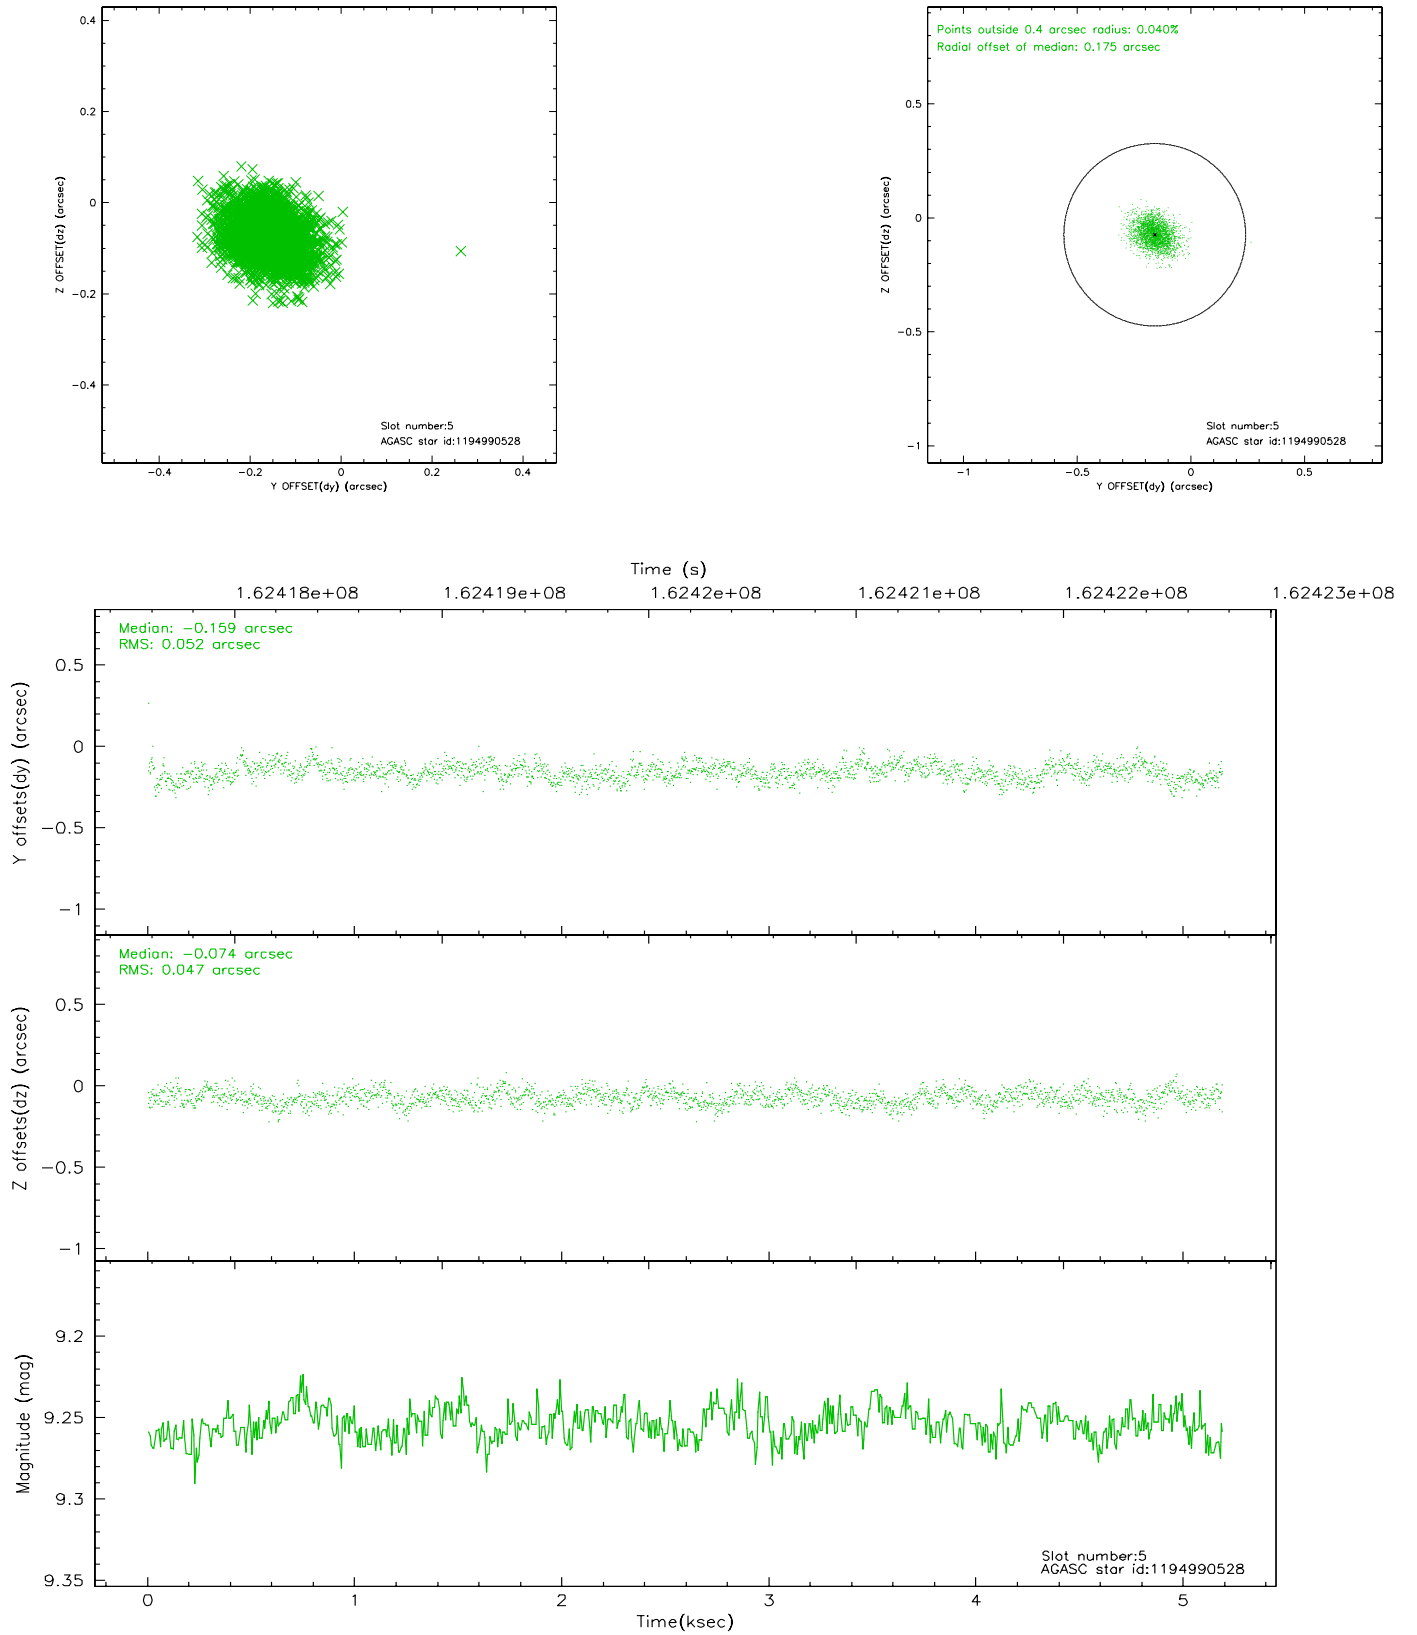 0.4
0.2
0
−0.2
−0.4
Z OFFSET(dz) (arcsec)
Slot number:5
AGASC star id:1194990528
−0.4 −0.2 0 0.2 0.4
Y OFFSET(dy) (arcsec)
Points outside 0.4 arcsec radius: 0.040%
Radial offset of median: 0.175 arcsec
0.5
0
−0.5
−1
Z OFFSET(dz) (arcsec)
Slot number:5
AGASC star id:1194990528
−1 −0.5 0 0.5
Y OFFSET(dy) (arcsec)
Time (s)
1.62418e+08 1.62419e+08 1.6242e+08 1.62421e+08 1.62422e+08 1.62423e+08
Median: −0.159 arcsec
RMS: 0.052 arcsec
0.5
0
−0.5
−1
Y offsets(dy) (arcsec)
Median: −0.074 arcsec
RMS: 0.047 arcsec
0.5
0
−0.5
−1
Z offsets(dz) (arcsec)
9.2
9.25
9.3
9.35
Magnitude (mag)
Slot number:5
AGASC star id:1194990528
0 1 2 3 4 5
Time(ksec)